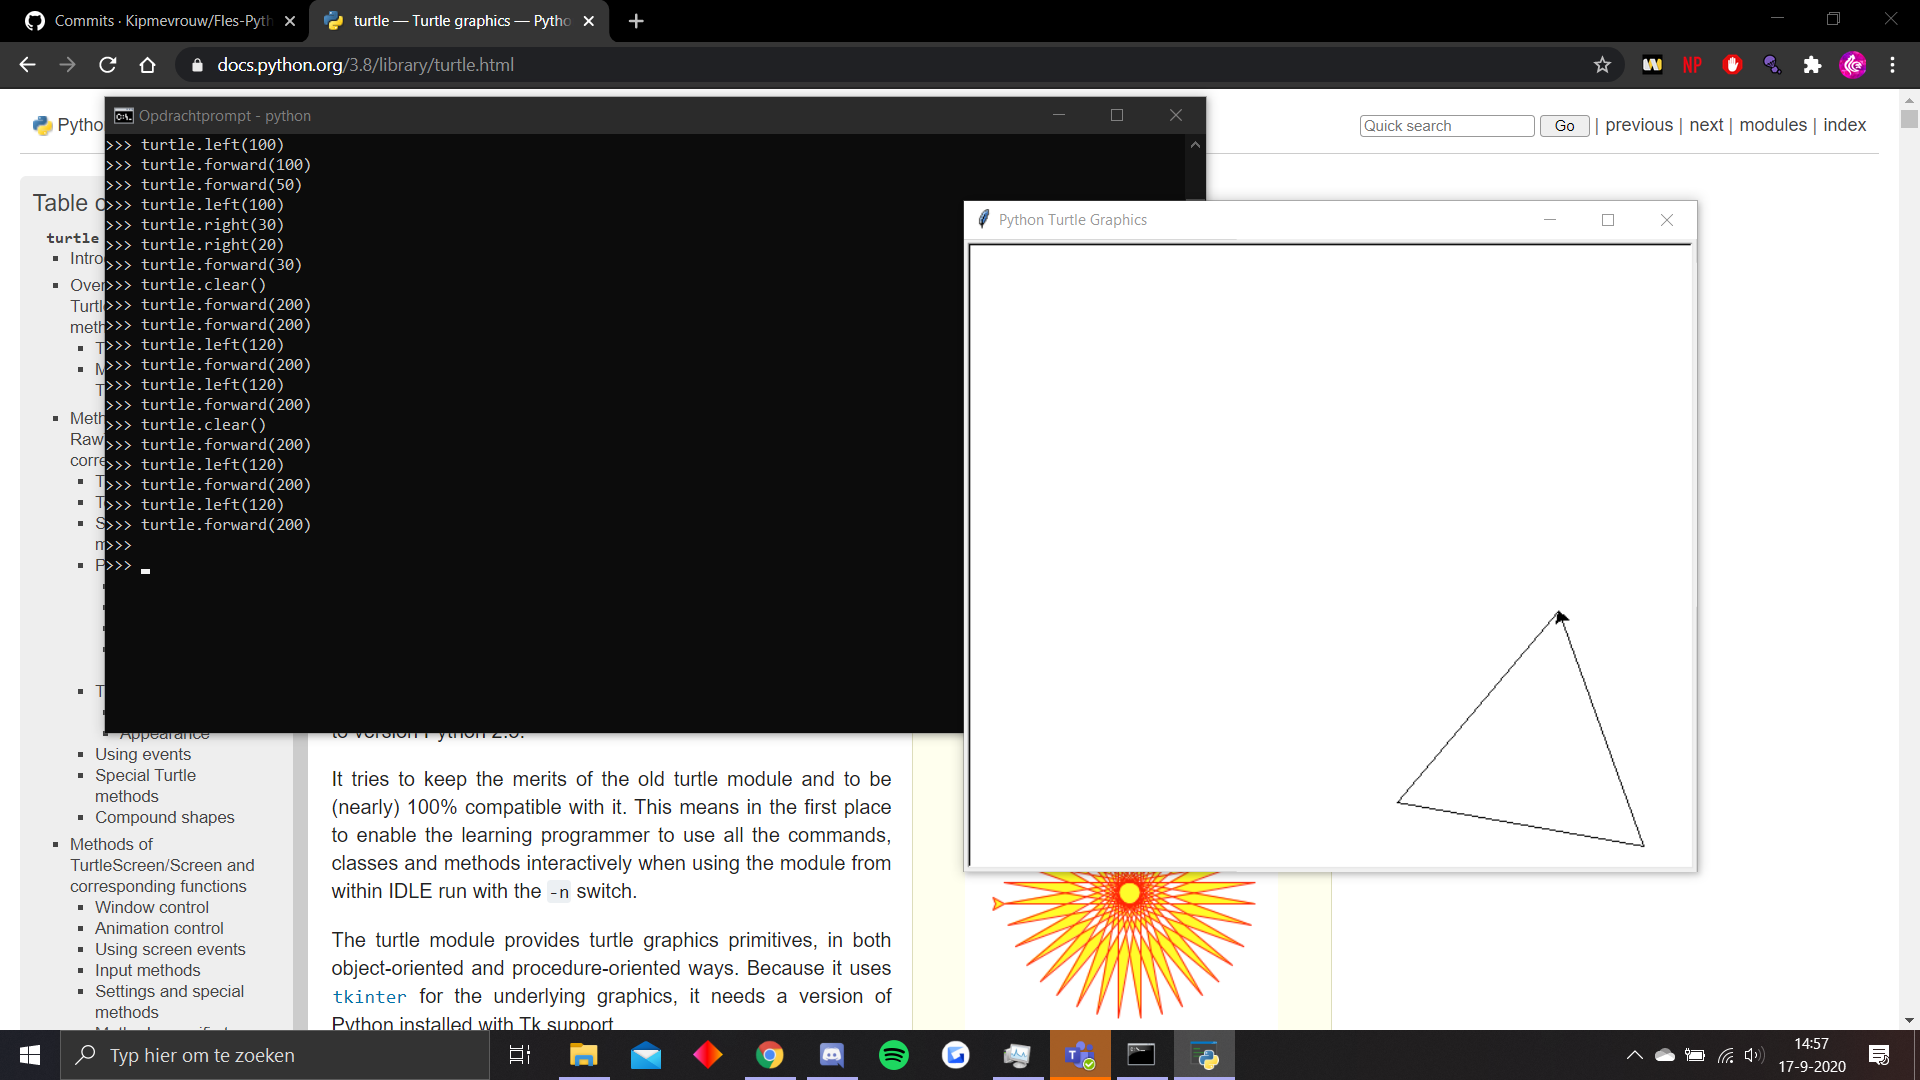 Commits · Kipmevrouw/Fles-Pyth
turtle — Turtle graphics — Pytho
docs.python.org/3.8/library/turtle.html
Pytho
Quick search
Go | previous | next | modules | index
Opdrachtprompt - python
>>> turtle.left(100)
>>> turtle.forward(100)
>>> turtle.forward(50)
>>> turtle.left(100)
>>> turtle.right(30)
>>> turtle.right(20)
>>> turtle.forward(30)
>>> turtle.clear()
>>> turtle.forward(200)
>>> turtle.forward(200)
>>> turtle.left(120)
>>> turtle.forward(200)
>>> turtle.left(120)
>>> turtle.forward(200)
>>> turtle.clear()
>>> turtle.forward(200)
>>> turtle.left(120)
>>> turtle.forward(200)
>>> turtle.left(120)
>>> turtle.forward(200)
>>>
>>>
Python Turtle Graphics
Table
turtle
Intro
Over
Turtl
meth
T
M
T
Meth
Raw
corre
T
T
S
m
P
T
Appearance
Using events
Special Turtle
methods
Compound shapes
Methods of
TurtleScreen/Screen and
corresponding functions
Window control
Animation control
Using screen events
Input methods
Settings and special
methods
to version Python 2.5.
It tries to keep the merits of the old turtle module and to be
(nearly) 100% compatible with it. This means in the first place
to enable the learning programmer to use all the commands,
classes and methods interactively when using the module from
within IDLE run with the -n switch.
The turtle module provides turtle graphics primitives, in both
object-oriented and procedure-oriented ways. Because it uses
tkinter for the underlying graphics, it needs a version of
Python installed with Tk support.
Typ hier om te zoeken
14:57
17-9-2020